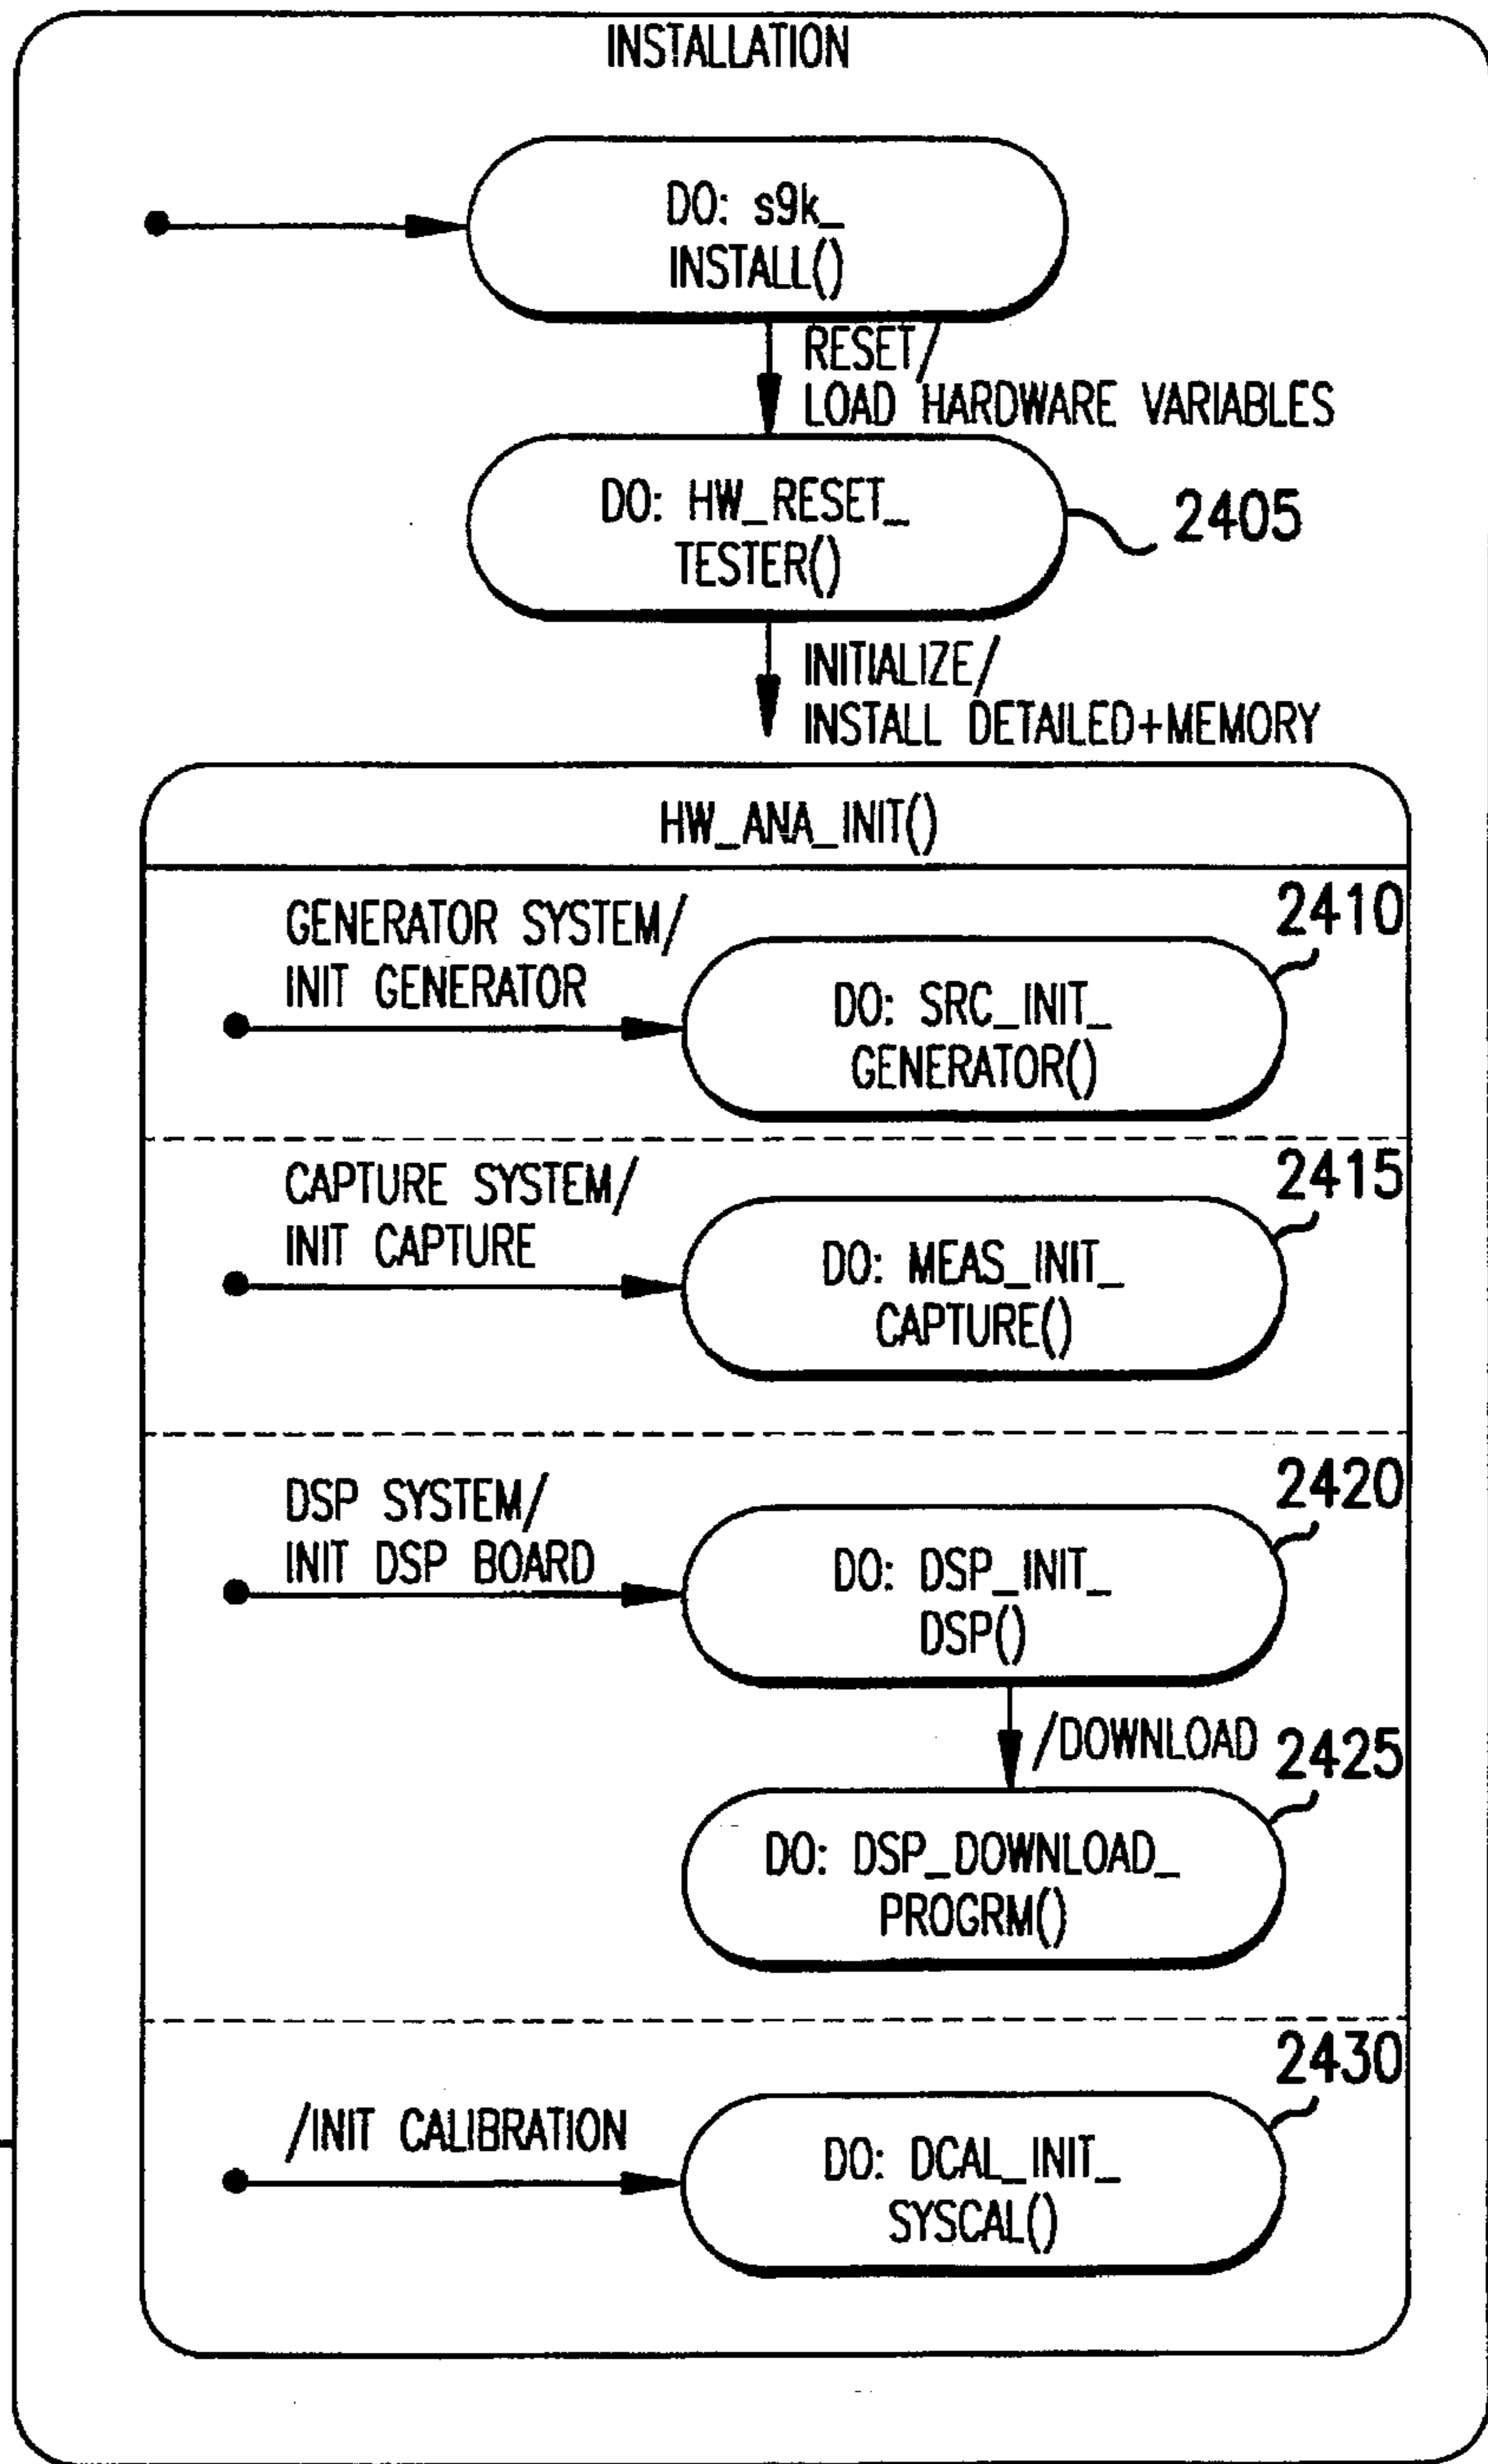 INSTALLATION
DO: s9k_
INSTALL()
RESET/
LOAD HARDWARE VARIABLES
DO: HW_RESET_
TESTER()
2405
INITIALIZE/
INSTALL DETAILED+MEMORY
HW_ANA_INIT()
GENERATOR SYSTEM/
INIT GENERATOR
2410
DO: SRC_INIT_
GENERATOR()
CAPTURE SYSTEM/
INIT CAPTURE
2415
DO: MEAS_INIT_
CAPTURE()
DSP SYSTEM/
INIT DSP BOARD
2420
DO: DSP_INIT_
DSP()
/DOWNLOAD
2425
DO: DSP_DOWNLOAD_
PROGRM()
/INIT CALIBRATION
2430
DO: DCAL_INIT_
SYSCAL()